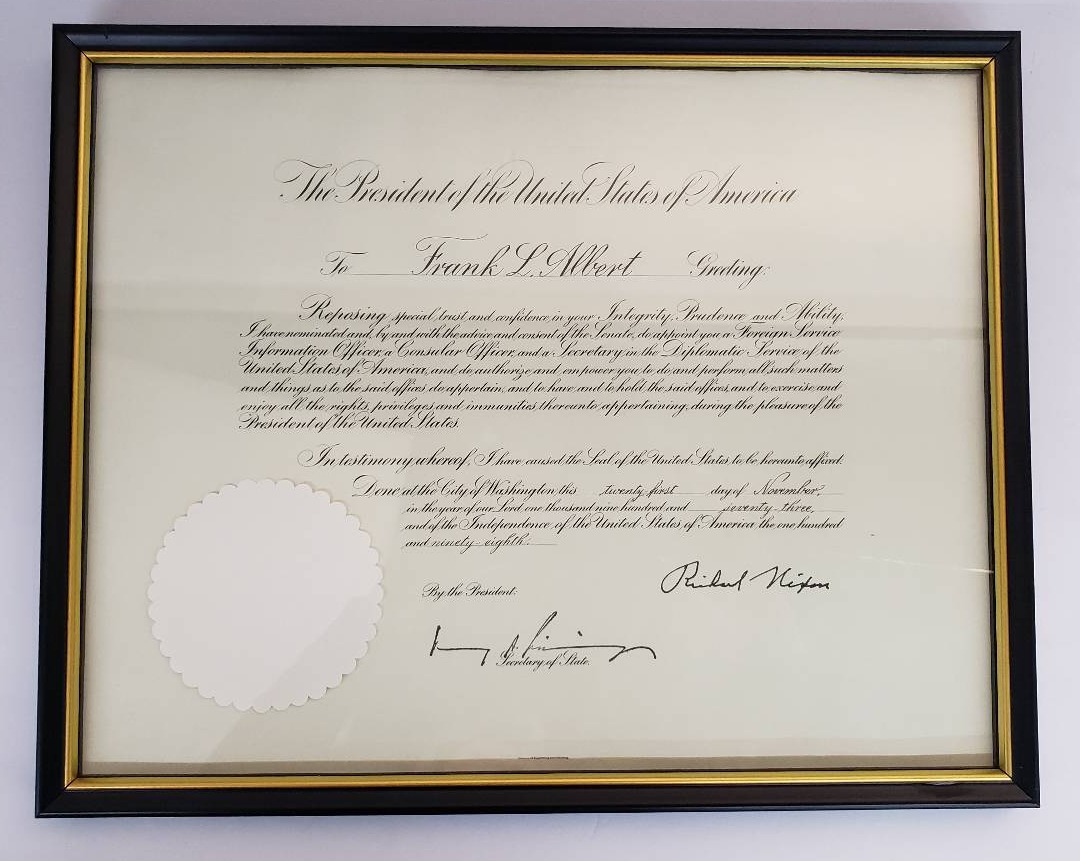 The President of the United States of America
To Frank L. Albert Greeting:
Reposing special trust and confidence in your Integrity, Prudence and Ability,
I have nominated and, by and with the advice and consent of the Senate, do appoint you a Foreign Service
Information Officer, a Consular Officer, and a Secretary in the Diplomatic Service of the
United States of America, and do authorize and empower you to do and perform all such matters
and things as to the said offices do appertain, and to have and to hold the said offices, and to exercise and
enjoy all the rights, privileges and immunities thereunto appertaining, during the pleasure of the
President of the United States.
In testimony whereof, I have caused the Seal of the United States to be hereunto affixed.
Done at the City of Washington this twenty-first day of November,
in the year of our Lord one thousand nine hundred and seventy-three,
and of the Independence of the United States of America the one hundred
and ninety-eighth.
Richard Nixon
By the President:
Secretary of State.